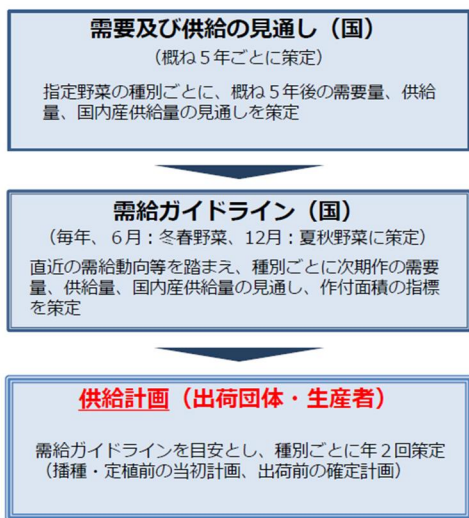 需要及び供給の見通し（国）
（概ね５年ごとに策定）
指定野菜の種別ごとに、概ね５年後の需要量、供給
量、国内産供給量の見通しを策定
需給ガイドライン（国）
（毎年、６月：冬春野菜、12月：夏秋野菜に策定）
直近の需給動向等を踏まえ、種別ごとに次期作の需要
量、供給量、国内産供給量の見通し、作付面積の指標
を策定
供給計画（出荷団体・生産者）
需給ガイドラインを目安とし、種別ごとに年２回策定
（播種・定植前の当初計画、出荷前の確定計画）